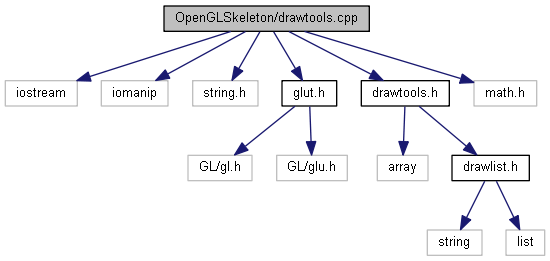 OpenGLSkeleton/drawtools.cpp
iostream
iomanip
string.h
glut.h
drawtools.h
math.h
GL/gl.h
GL/glu.h
array
drawlist.h
string
list